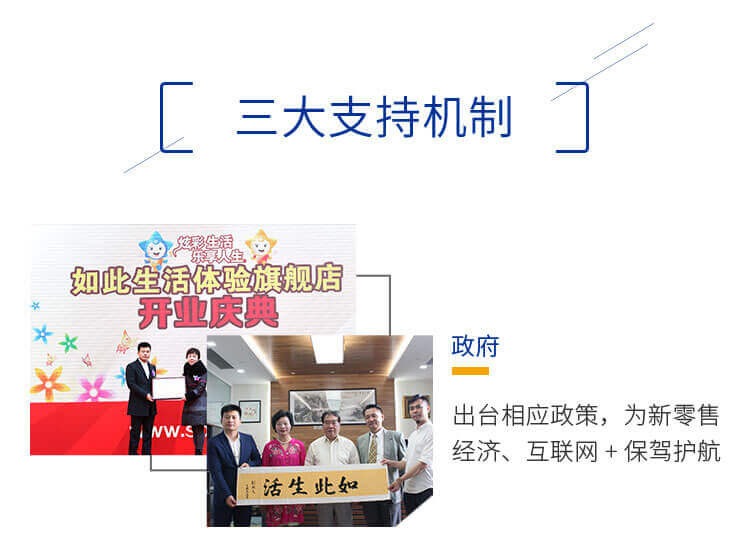 三大支持机制
炫彩生活
乐享人生
如此生活体验旗舰店
开业庆典
www.s
政府
出台相应政策，为新零售
经济、互联网 + 保驾护航
活生此如